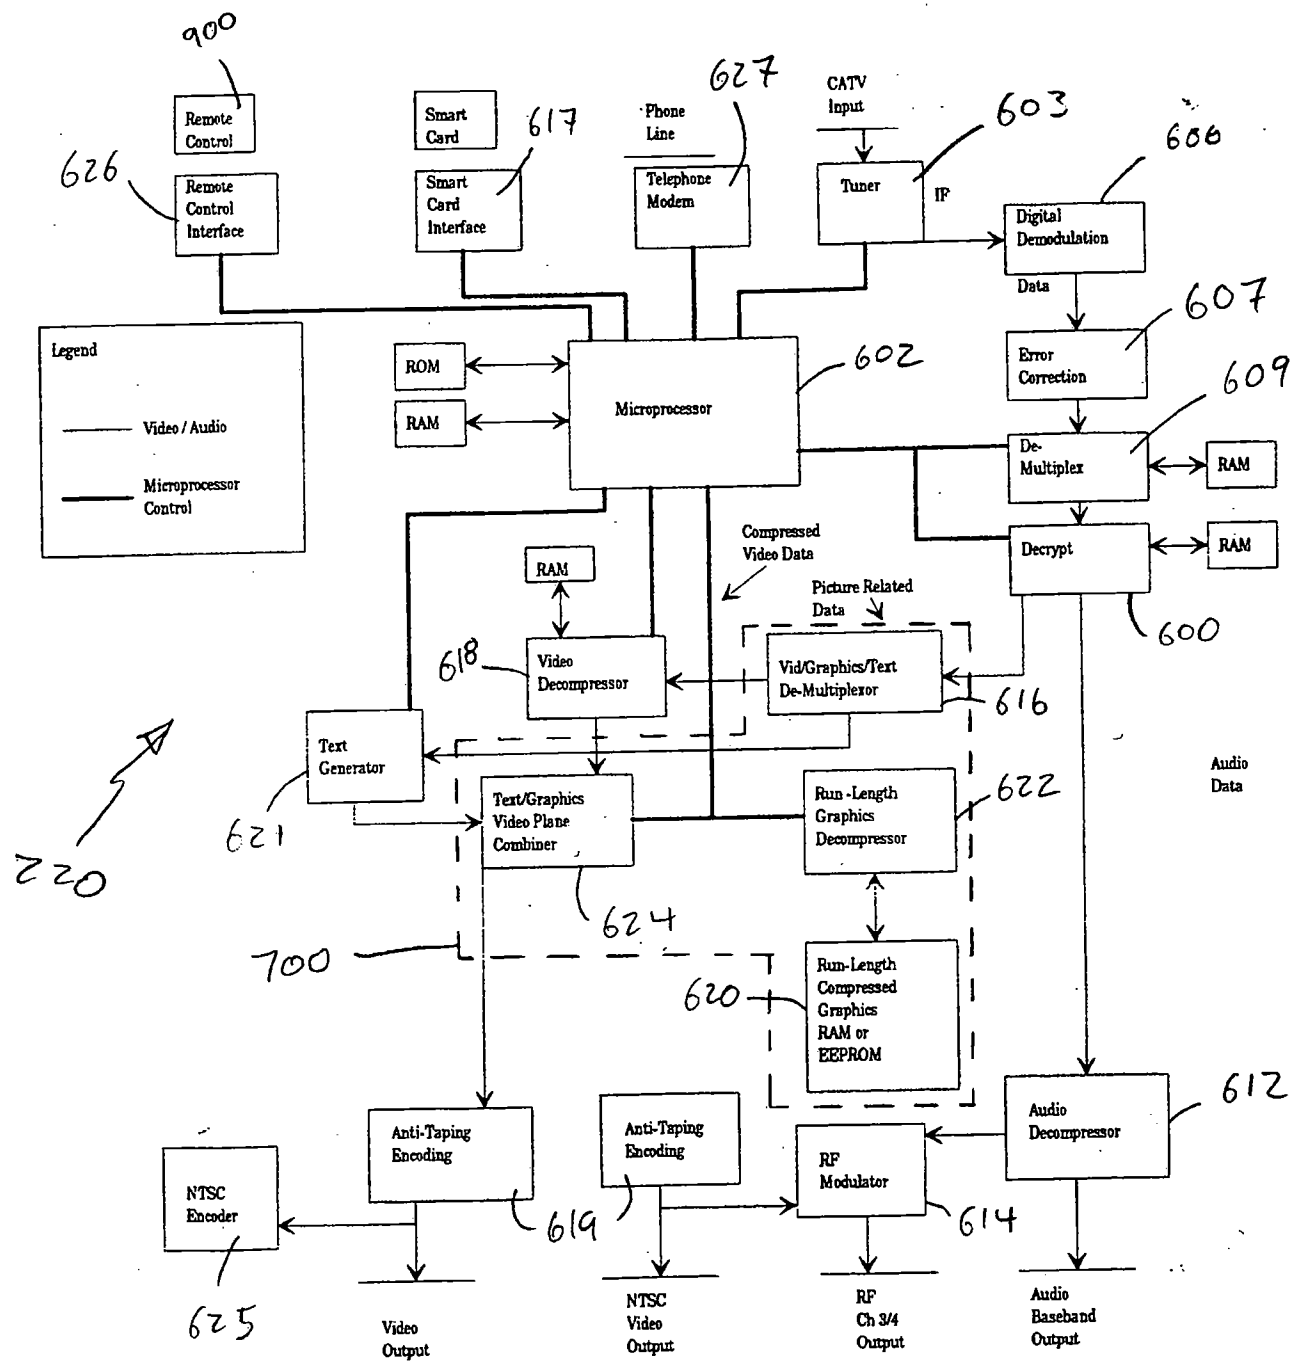 900
Remote
Control
626
Remote
Control
Interface
Smart
Card
617
Smart
Card
Interface
Phone
Line
627
Telephone
Modem
CATV
Input
603
Tuner
IF
606
Digital
Demodulation
Data
607
Error
Correction
609
De-
Multiplex
RAM
Decrypt
RAM
600
Legend
Video / Audio
Microprocessor
Control
ROM
RAM
Microprocessor
602
Compressed
Video Data
RAM
Picture Related
Data
618
Video
Decompressor
Vid/Graphics/Text
De-Multiplexor
616
Text
Generator
621
220
Text/Graphics
Video Plane
Combiner
624
700
Run-Length
Graphics
Decompressor
622
Audio
Data
620
Run-Length
Compressed
Graphics
RAM or
EEPROM
Audio
Decompressor
612
Anti-Taping
Encoding
Anti-Taping
Encoding
619
RF
Modulator
614
NTSC
Encoder
625
Video
Output
NTSC
Video
Output
RF
Ch 3/4
Output
Audio
Baseband
Output